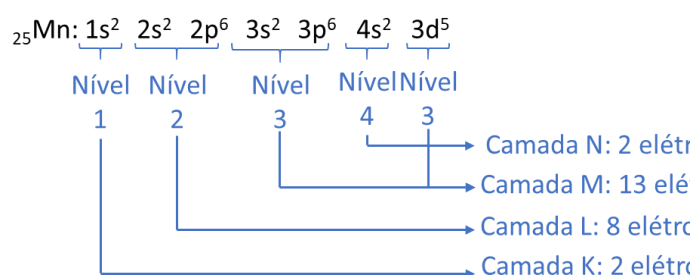 ₂₅Mn: 1s² 2s² 2p⁶ 3s² 3p⁶ 4s² 3d⁵
Nível Nível Nível Nível Nível
1 2 3 4 3
Camada N: 2
Camada M: 13
Camada L: 8
Camada K: 2